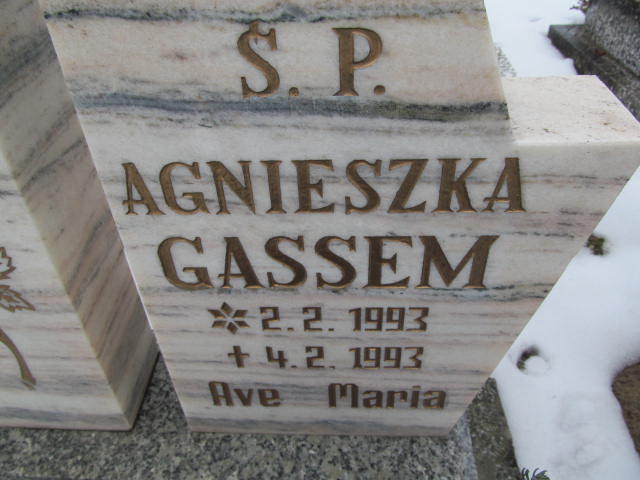 Ś. P.
AGNIESZKA
GASSEM
* 2. 2. 1993
✝ 4. 2. 1993
Ave Maria